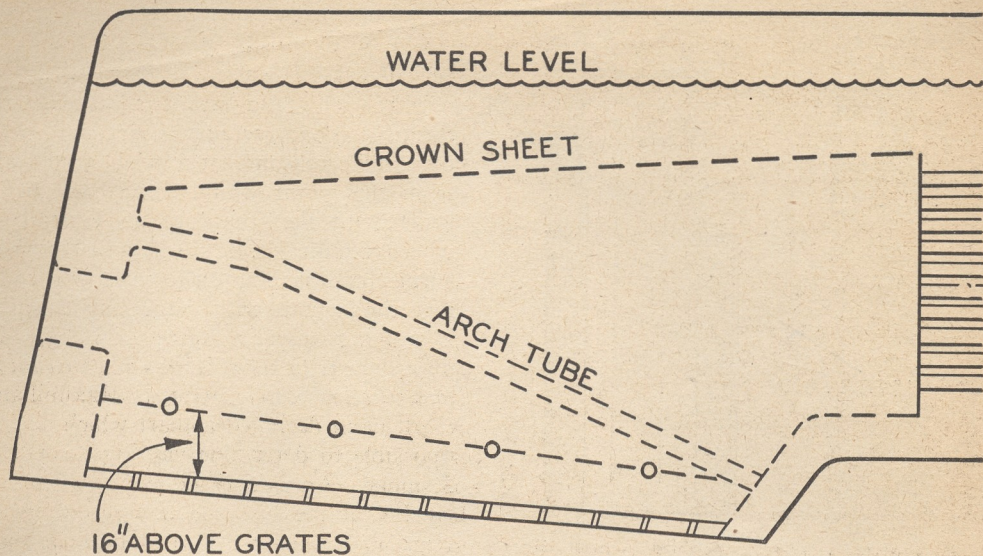 WATER LEVEL
CROWN SHEET
ARCH TUBE
16" ABOVE GRATES